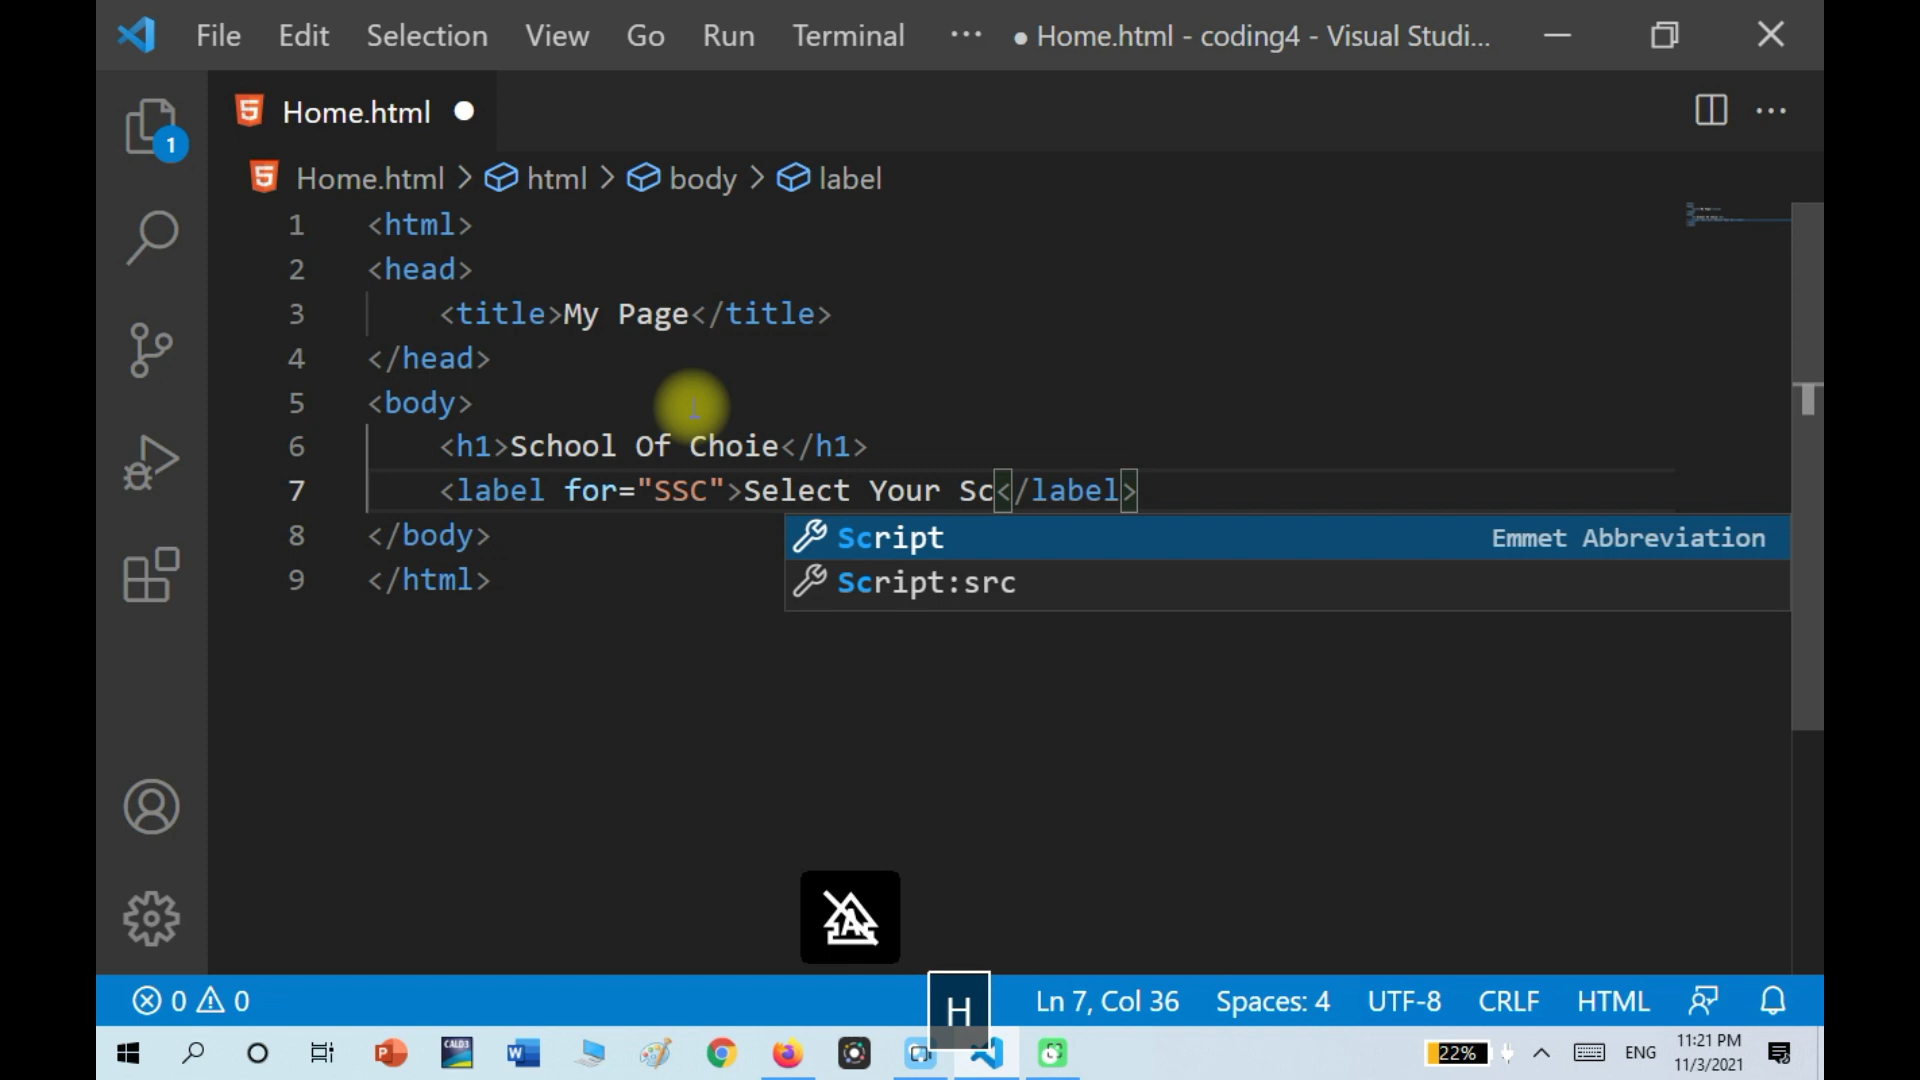 File Edit Selection View Go Run Terminal ··· ● Home.html - coding4 - Visual Studi...
Home.html ●
1
Home.html > html > body > label
1 <html>
2 <head>
3 <title>My Page</title>
4 </head>
5 <body>
6 <h1>School Of Choie</h1>
7 <label for="SSC">Select Your Sc</label>
Script Emmet Abbreviation
8 </body>
Script:src
9 </html>
A
H
0 0 Ln 7, Col 36 Spaces: 4 UTF-8 CRLF HTML
CALD3
22% ENG 11:21 PM
11/3/2021